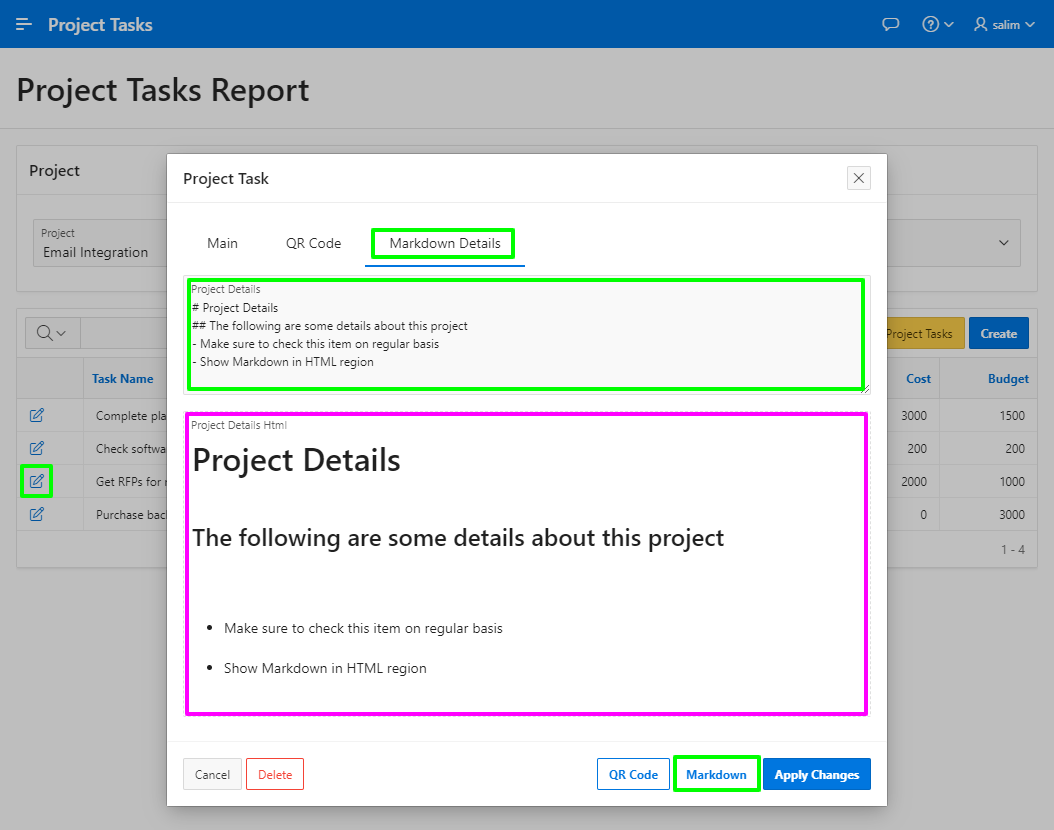 Project Tasks
salim
Project Tasks Report
Project
Project
Email Integration
Project Tasks
Create
Task Name
Cost
Budget
Complete
3000
1500
Check
200
200
Get RFPs for
2000
1000
Purchase
0
3000
1 - 4
Project Task
Main
QR Code
Markdown Details
Project Details
# Project Details
## The following are some details about this project
- Make sure to check this item on regular basis
- Show Markdown in HTML region
Project Details Html
Project Details
The following are some details about this project
Make sure to check this item on regular basis
Show Markdown in HTML region
Cancel
Delete
QR Code
Markdown
Apply Changes